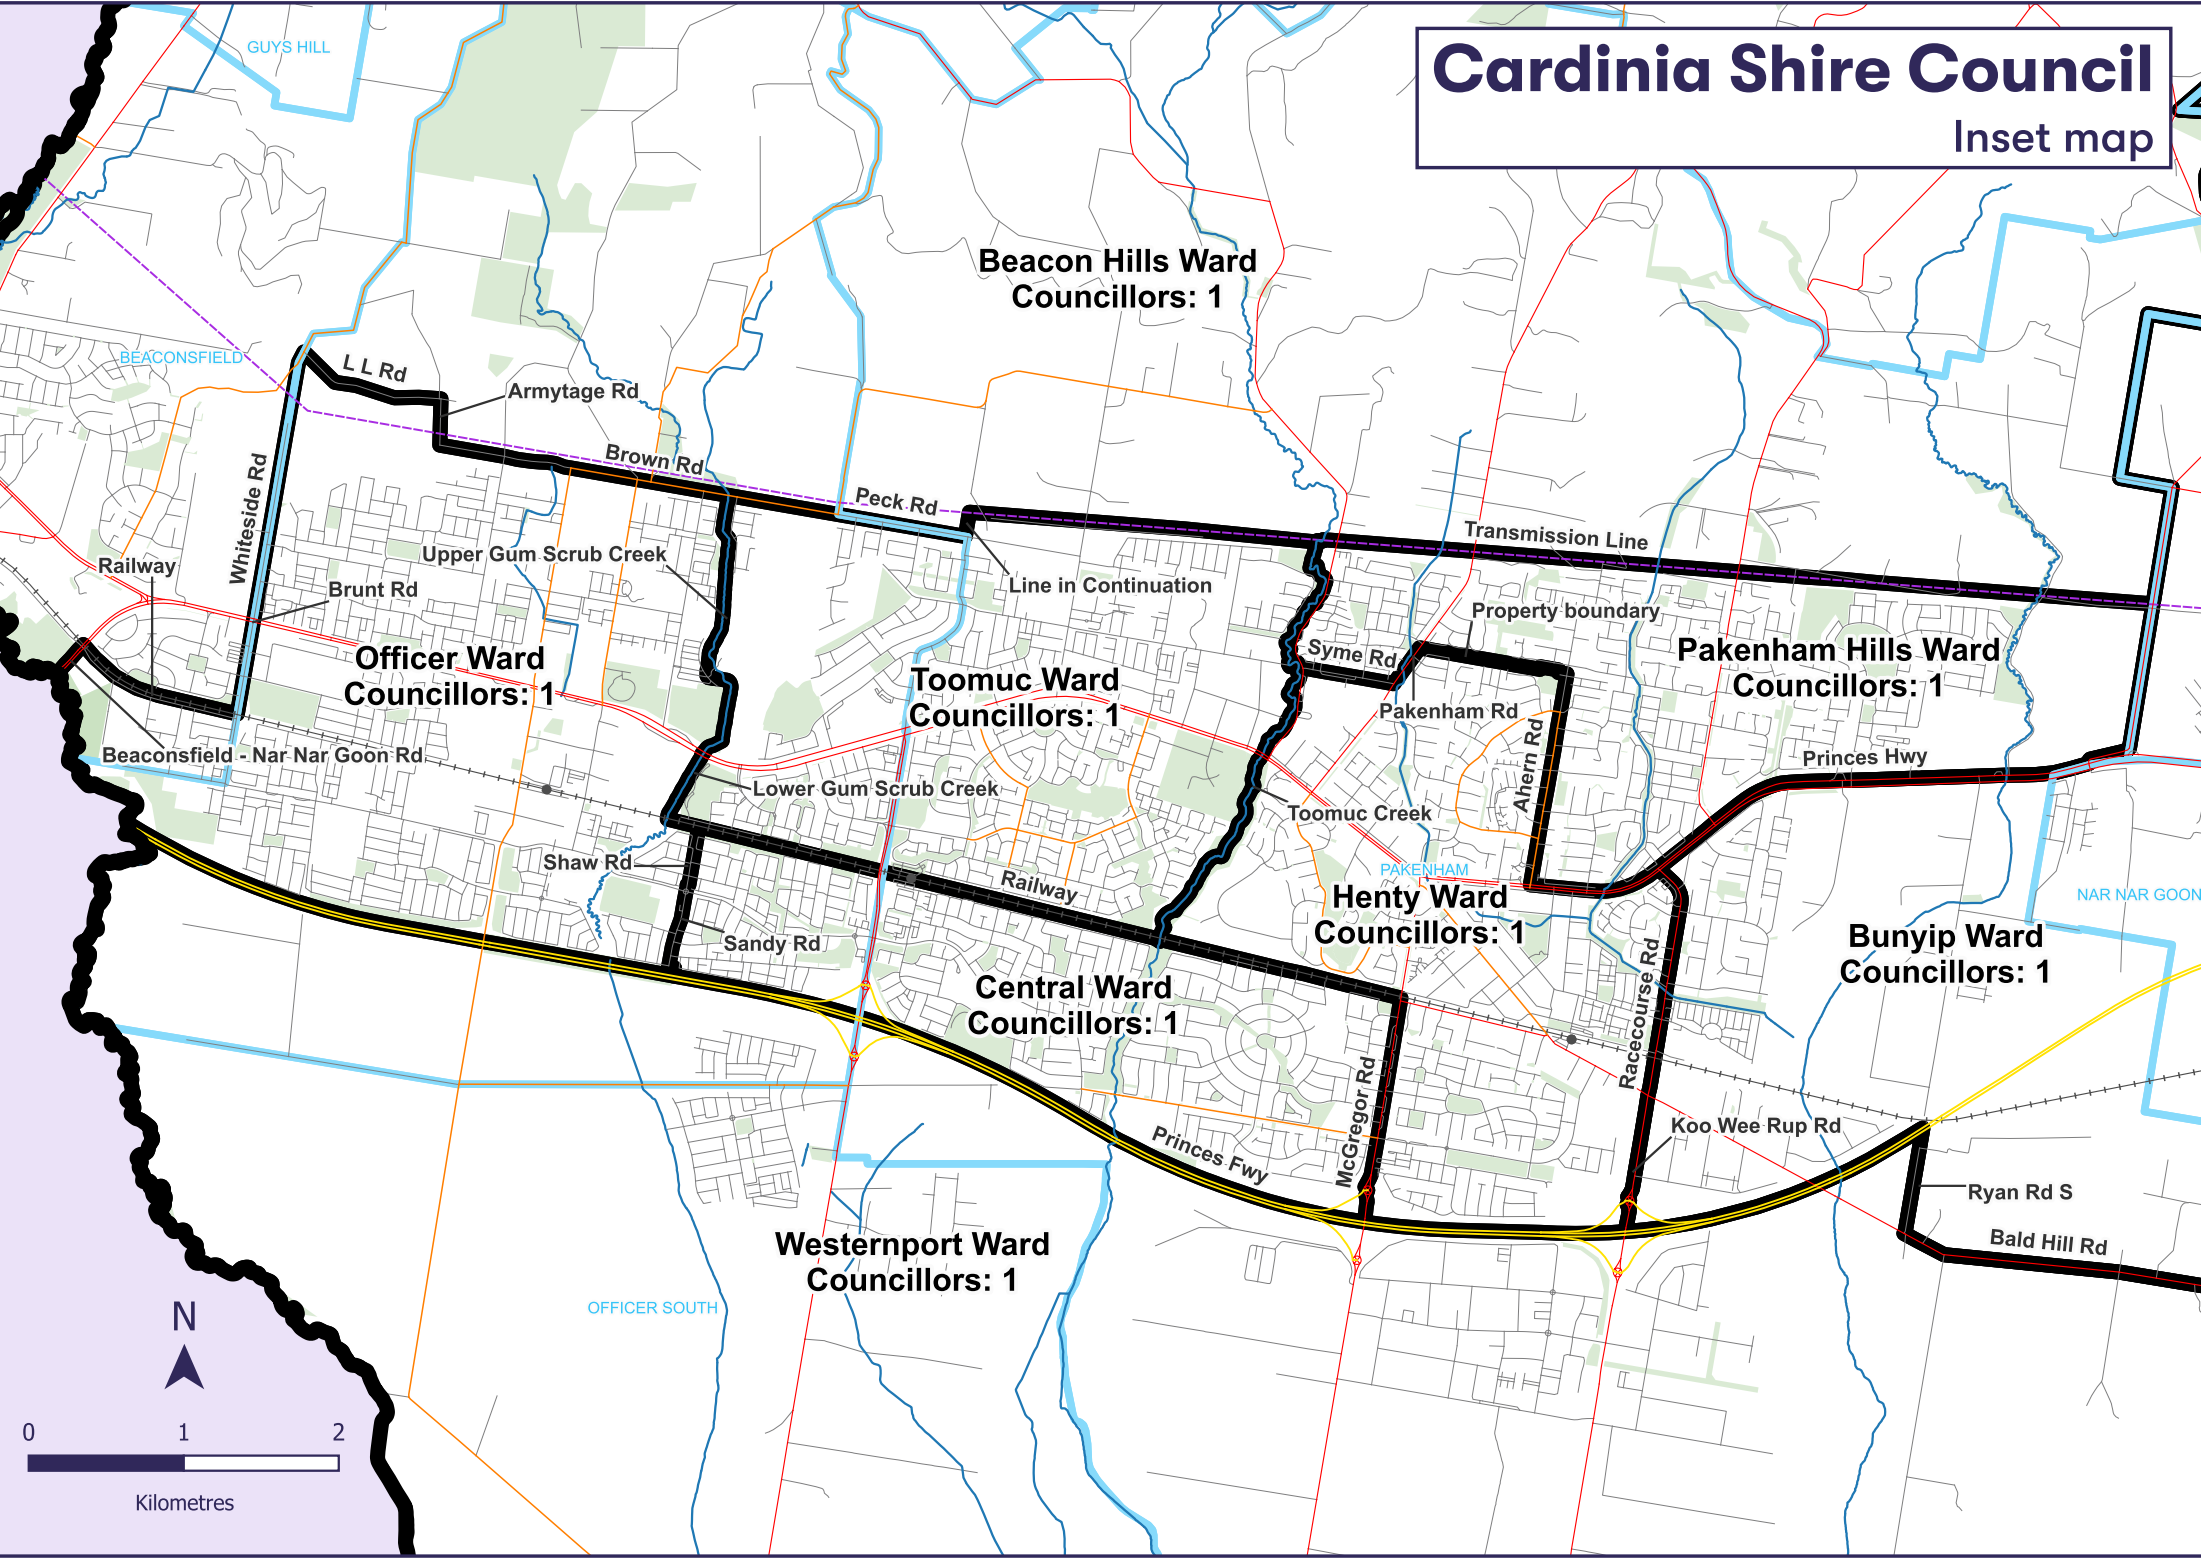 Cardinia Shire Council
Inset map
GUYS HILL
Beacon Hills Ward
Councillors: 1
BEACONSFIELD
L L Rd
Armytage Rd
Brown Rd
Peck Rd
Whiteside Rd
Transmission Line
Upper Gum Scrub Creek
Railway
Line in Continuation
Brunt Rd
Property boundary
Syme Rd
Officer Ward
Councillors: 1
Toomuc Ward
Councillors: 1
Pakenham Hills Ward
Councillors: 1
Pakenham Rd
Ahern Rd
Beaconsfield - Nar Nar Goon Rd
Princes Hwy
Lower Gum Scrub Creek
Toomuc Creek
Shaw Rd
PAKENHAM
Railway
Henty Ward
Councillors: 1
NAR NAR GOON
Sandy Rd
Bunyip Ward
Councillors: 1
Central Ward
Councillors: 1
Racecourse Rd
McGregor Rd
Koo Wee Rup Rd
Princes Fwy
Ryan Rd S
Bald Hill Rd
Westernport Ward
Councillors: 1
OFFICER SOUTH
N
0 1 2
Kilometres